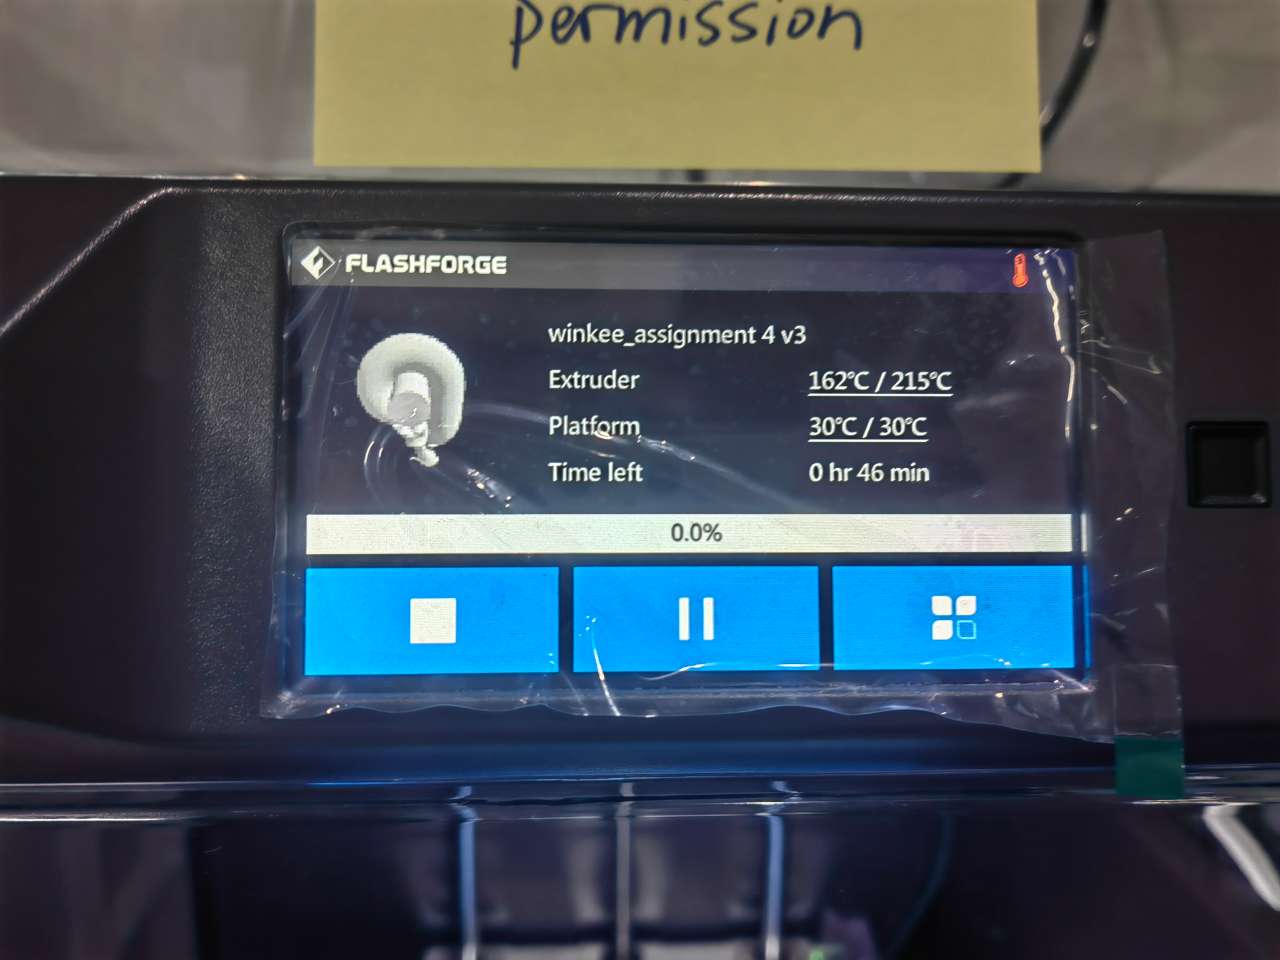 permission
FLASHFORGE
winkee_assignment 4 v3
Extruder 162℃ / 215℃
Platform 30℃ / 30℃
Time left 0 hr 46 min
0.0%